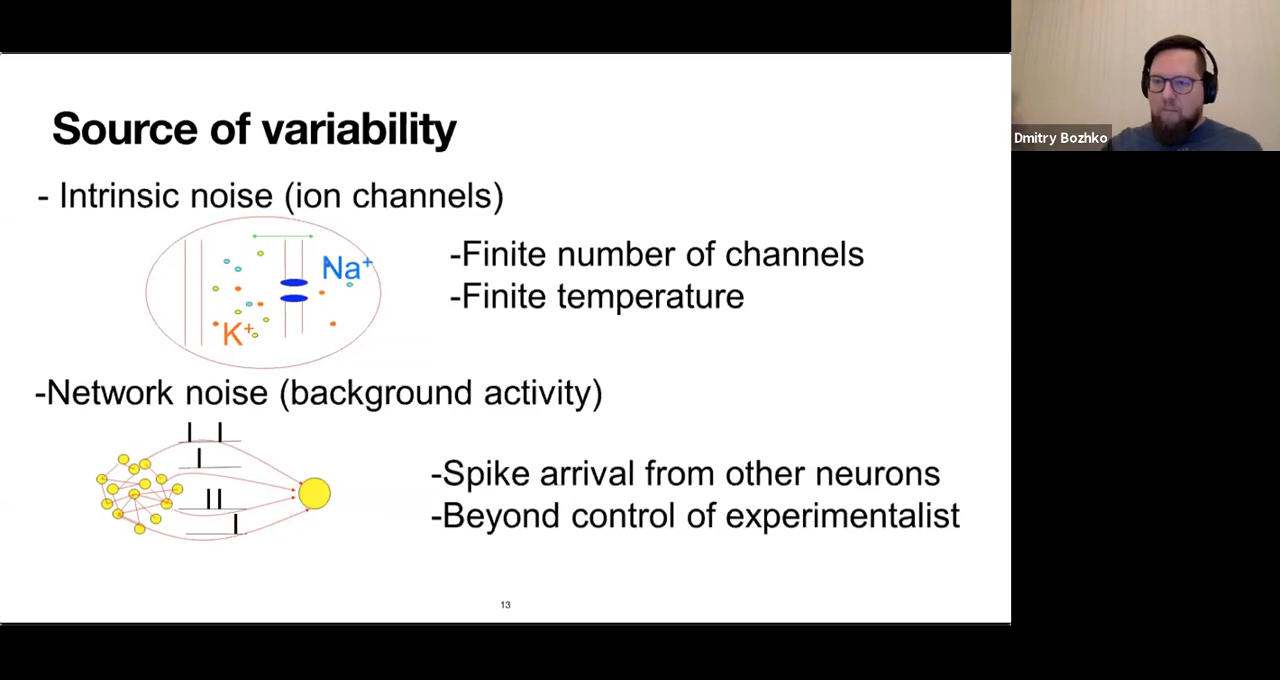 Source of variability
- Intrinsic noise (ion channels)
Na+
K+
-Finite number of channels
-Finite temperature
-Network noise (background activity)
-Spike arrival from other neurons
-Beyond control of experimentalist
13
Dmitry Bozhko